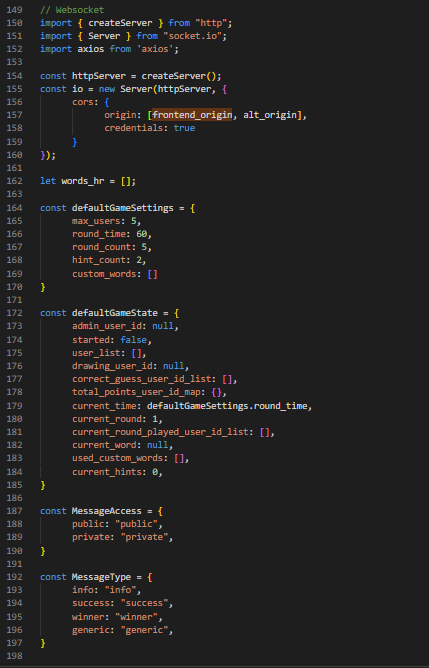 149 // Websocket
150 import { createServer } from "http";
151 import { Server } from "socket.io";
152 import axios from 'axios';
153
154 const httpServer = createServer();
155 const io = new Server(httpServer, {
156 cors: {
157 origin: [frontend_origin, alt_origin],
158 credentials: true
159 }
160 });
161
162 let words_hr = [];
163
164 const defaultGameSettings = {
165 max_users: 5,
166 round_time: 60,
167 round_count: 5,
168 hint_count: 2,
169 custom_words: []
170 }
171
172 const defaultGameState = {
173 admin_user_id: null,
174 started: false,
175 user_list: [],
176 drawing_user_id: null,
177 correct_guess_user_id_list: [],
178 total_points_user_id_map: {},
179 current_time: defaultGameSettings.round_time,
180 current_round: 1,
181 current_round_played_user_id_list: [],
182 current_word: null,
183 used_custom_words: [],
184 current_hints: 0,
185 }
186
187 const MessageAccess = {
188 public: "public",
189 private: "private",
190 }
191
192 const MessageType = {
193 info: "info",
194 success: "success",
195 winner: "winner",
196 generic: "generic",
197 }
198